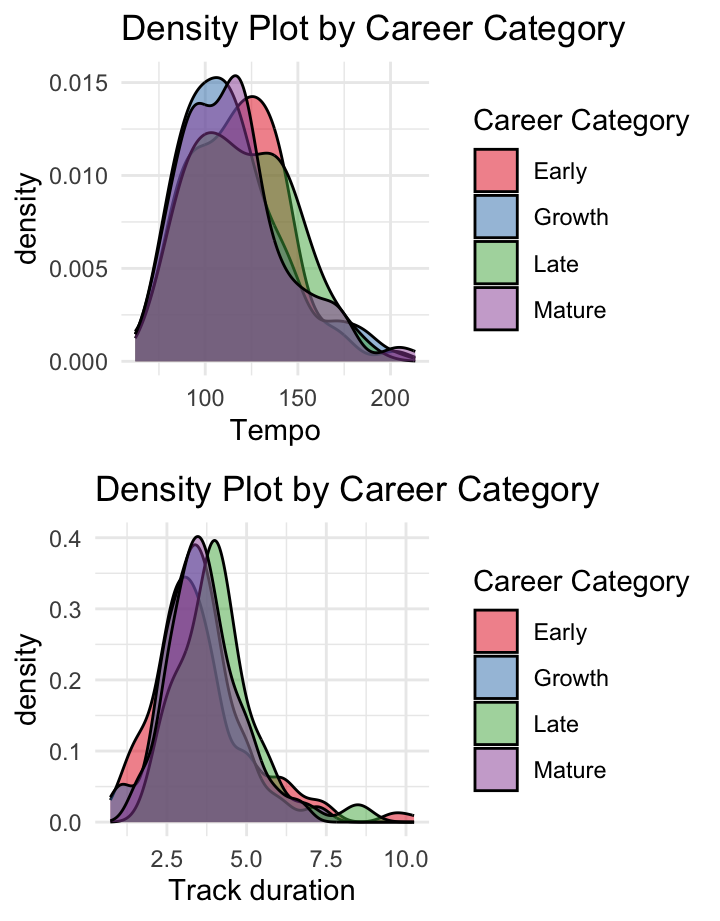 Density Plot by Career Category
0.015
0.010
0.005
0.000
density
100 150 200
Tempo
Career Category
Early
Growth
Late
Mature
Density Plot by Career Category
0.4
0.3
0.2
0.1
0.0
density
2.5 5.0 7.5 10.0
Track duration
Career Category
Early
Growth
Late
Mature